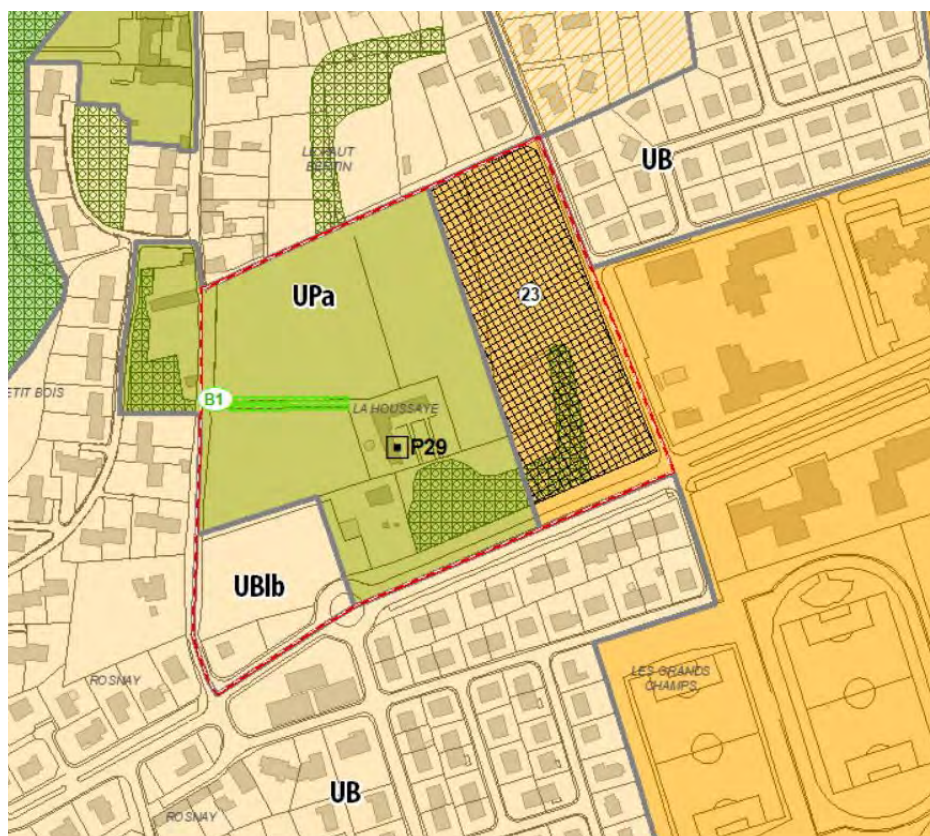 LE HAUT
BERTIN
UB
UPa
23
B1
ETIT BOIS
LA HOUSSAYE
P29
UBlb
ROSNAY
LES GRANDS
CHAMPS
UB
ROSNAY